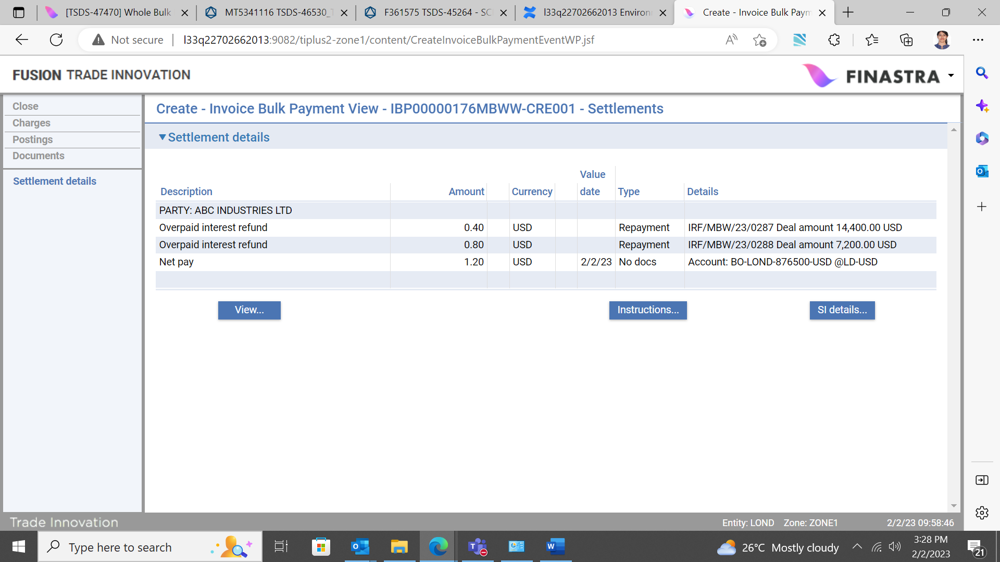 [TSDS-47470] Whole Bulk
MT5341116 TSDS-46530_
F361575 TSDS-45264 - SC
l33q22702662013 Environ
Create - Invoice Bulk Paym
Not secure
l33q22702662013:9082/tiplus2-zone1/content/CreateInvoiceBulkPaymentEventWP.jsf
FUSION TRADE INNOVATION
FINASTRA
Close
Charges
Postings
Documents
Settlement details
Create - Invoice Bulk Payment View - IBP00000176MBWW-CRE001 - Settlements
Settlement details
Description Amount Currency Value date Type Details
PARTY: ABC INDUSTRIES LTD
Overpaid interest refund 0.40 USD Repayment IRF/MBW/23/0287 Deal amount 14,400.00 USD
Overpaid interest refund 0.80 USD Repayment IRF/MBW/23/0288 Deal amount 7,200.00 USD
Net pay 1.20 USD 2/2/23 No docs Account: BO-LOND-876500-USD @LD-USD
View... Instructions... SI details...
Trade Innovation
Entity: LOND Zone: ZONE1 2/2/23 09:58:46
Type here to search
26°C Mostly cloudy
3:28 PM
2/2/2023
21